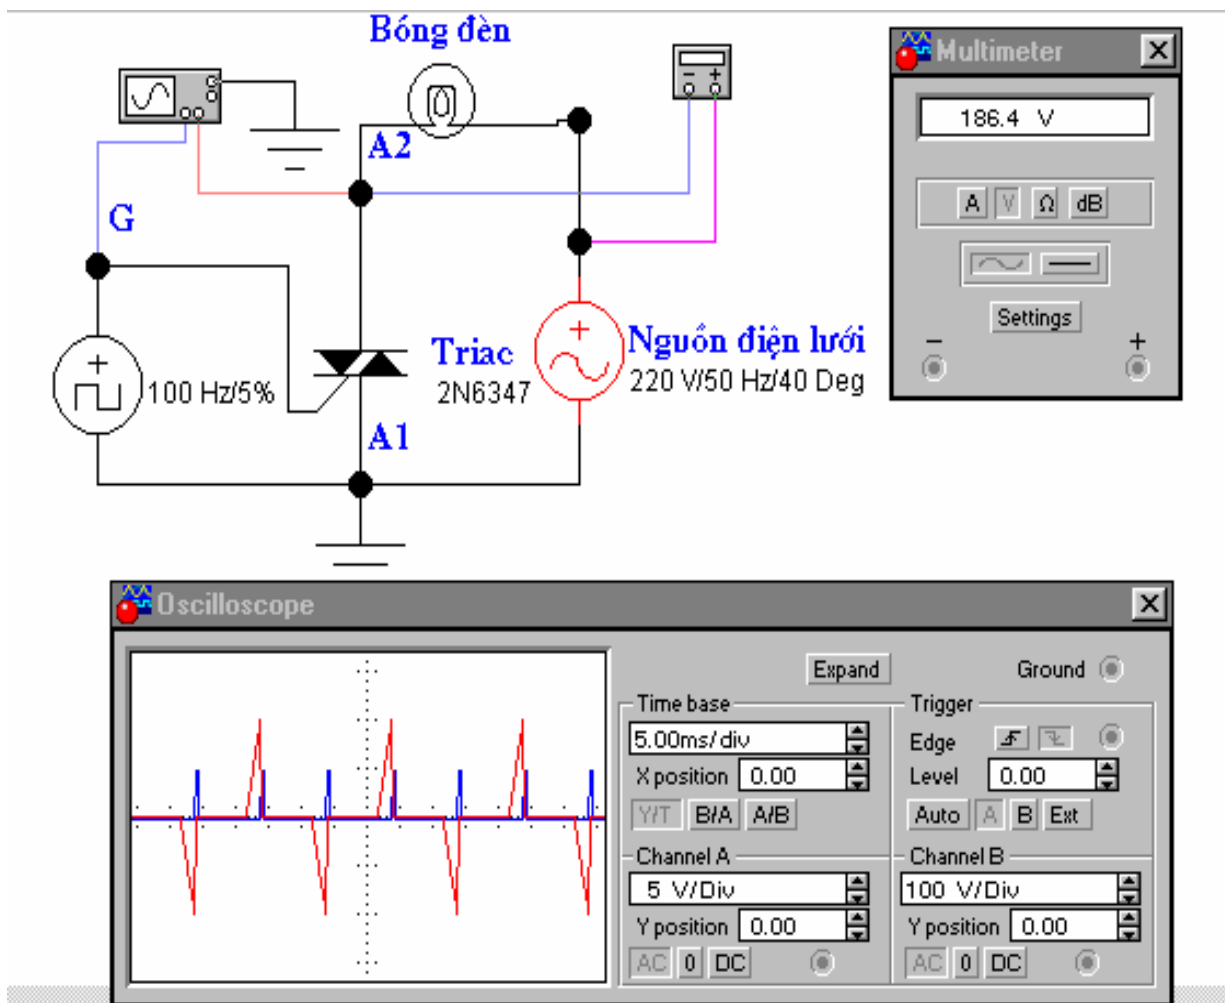 Bóng đèn
Multimeter
186.4 V
A V Ω dB
Settings
− +
− +
A2
G
+
100 Hz/5%
Triac
2N6347
A1
+
Nguồn điện lưới
220 V/50 Hz/40 Deg
Oscilloscope
Expand
Ground
Time base
5.00ms/div
X position 0.00
Y/T B/A A/B
Trigger
Edge
Level 0.00
Auto A B Ext
Channel A
5 V/Div
Y position 0.00
AC 0 DC
Channel B
100 V/Div
Y position 0.00
AC 0 DC